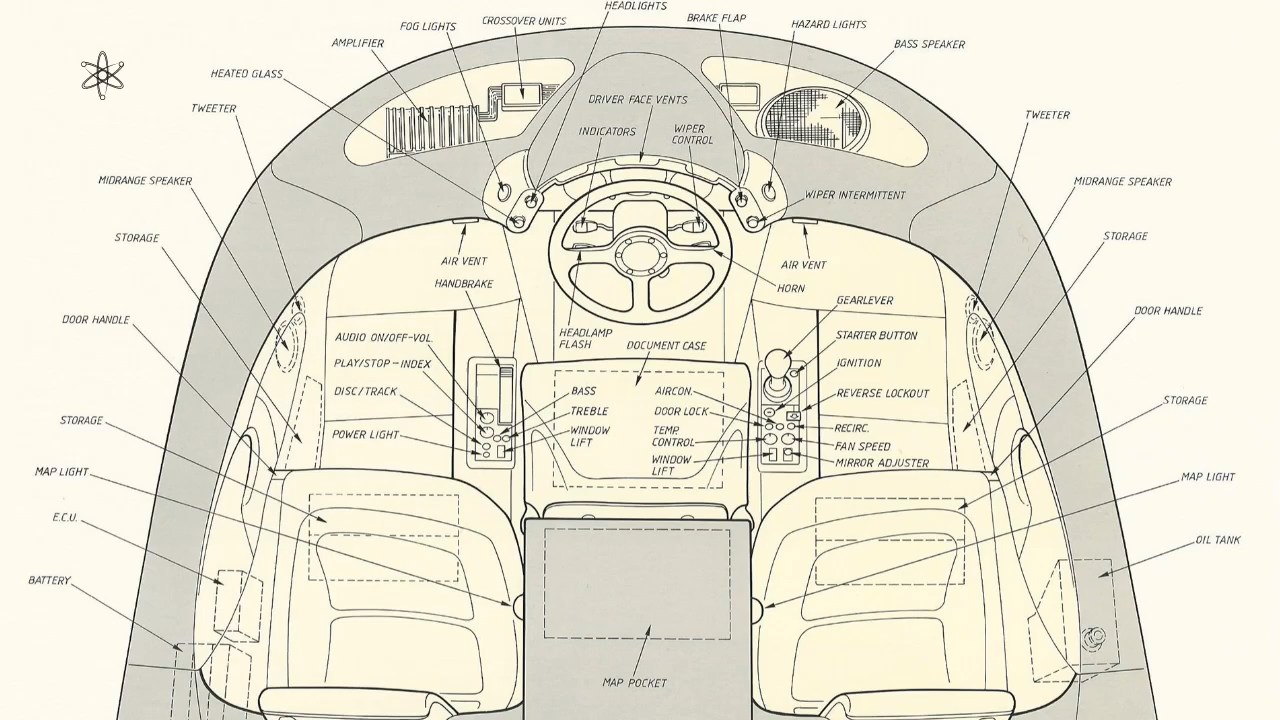 HEADLIGHTS
FOG LIGHTS
CROSSOVER UNITS
BRAKE FLAP
HAZARD LIGHTS
AMPLIFIER
BASS SPEAKER
HEATED GLASS
DRIVER FACE VENTS
TWEETER
TWEETER
INDICATORS
WIPER
CONTROL
MIDRANGE SPEAKER
MIDRANGE SPEAKER
WIPER INTERMITTENT
STORAGE
STORAGE
AIR VENT
AIR VENT
HANDBRAKE
HORN
GEARLEVER
DOOR HANDLE
DOOR HANDLE
HEADLAMP
FLASH
DOCUMENT CASE
AUDIO ON/OFF-VOL.
STARTER BUTTON
PLAY/STOP-INDEX
IGNITION
DISC/TRACK
BASS
AIRCON.
REVERSE LOCKOUT
STORAGE
STORAGE
TREBLE
DOOR LOCK
POWER LIGHT
WINDOW
LIFT
TEMP.
CONTROL
RECIRC.
FAN SPEED
WINDOW
LIFT
MIRROR ADJUSTER
MAP LIGHT
MAP LIGHT
E.C.U.
OIL TANK
BATTERY
MAP POCKET